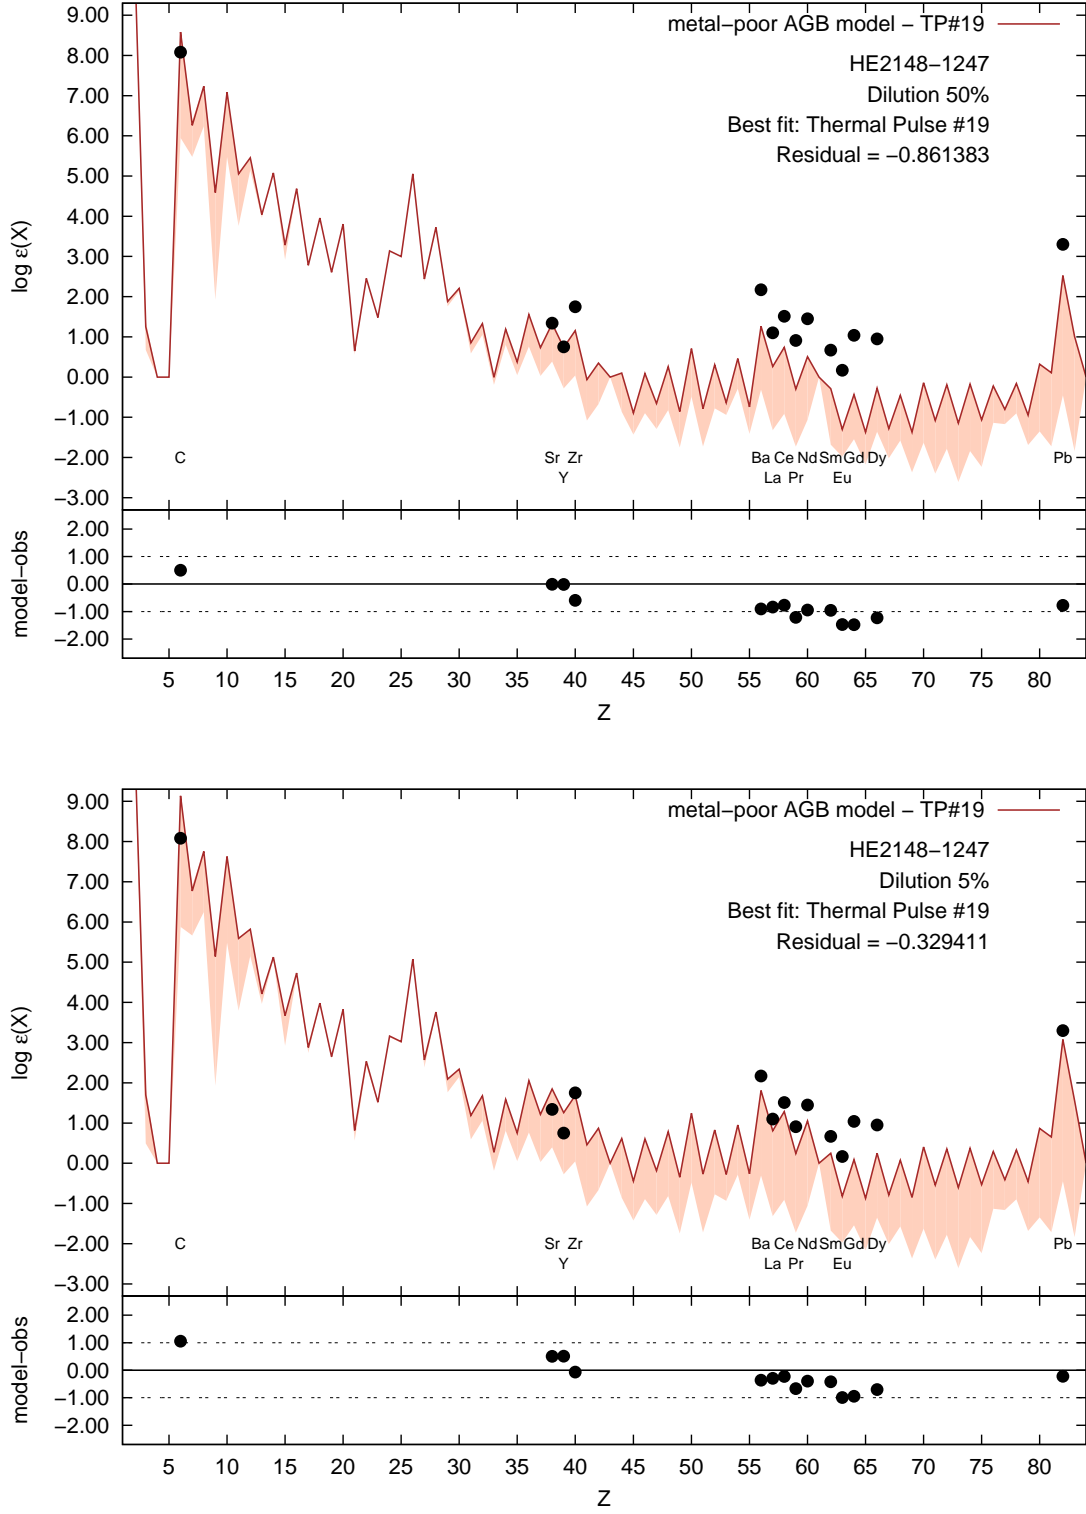 9.00
8.00
7.00
6.00
5.00
4.00
3.00
2.00
1.00
0.00
−1.00
−2.00
−3.00
log ε(X)
metal−poor AGB model − TP#19
HE2148−1247
Dilution 50%
Best fit: Thermal Pulse #19
Residual = −0.861383
C Sr Zr Ba Ce Nd Sm Gd Dy Pb
Y La Pr Eu
2.00
1.00
0.00
−1.00
−2.00
model−obs
5 10 15 20 25 30 35 40 45 50 55 60 65 70 75 80
Z
9.00
8.00
7.00
6.00
5.00
4.00
3.00
2.00
1.00
0.00
−1.00
−2.00
−3.00
log ε(X)
metal−poor AGB model − TP#19
HE2148−1247
Dilution 5%
Best fit: Thermal Pulse #19
Residual = −0.329411
C Sr Zr Ba Ce Nd Sm Gd Dy Pb
Y La Pr Eu
2.00
1.00
0.00
−1.00
−2.00
model−obs
5 10 15 20 25 30 35 40 45 50 55 60 65 70 75 80
Z